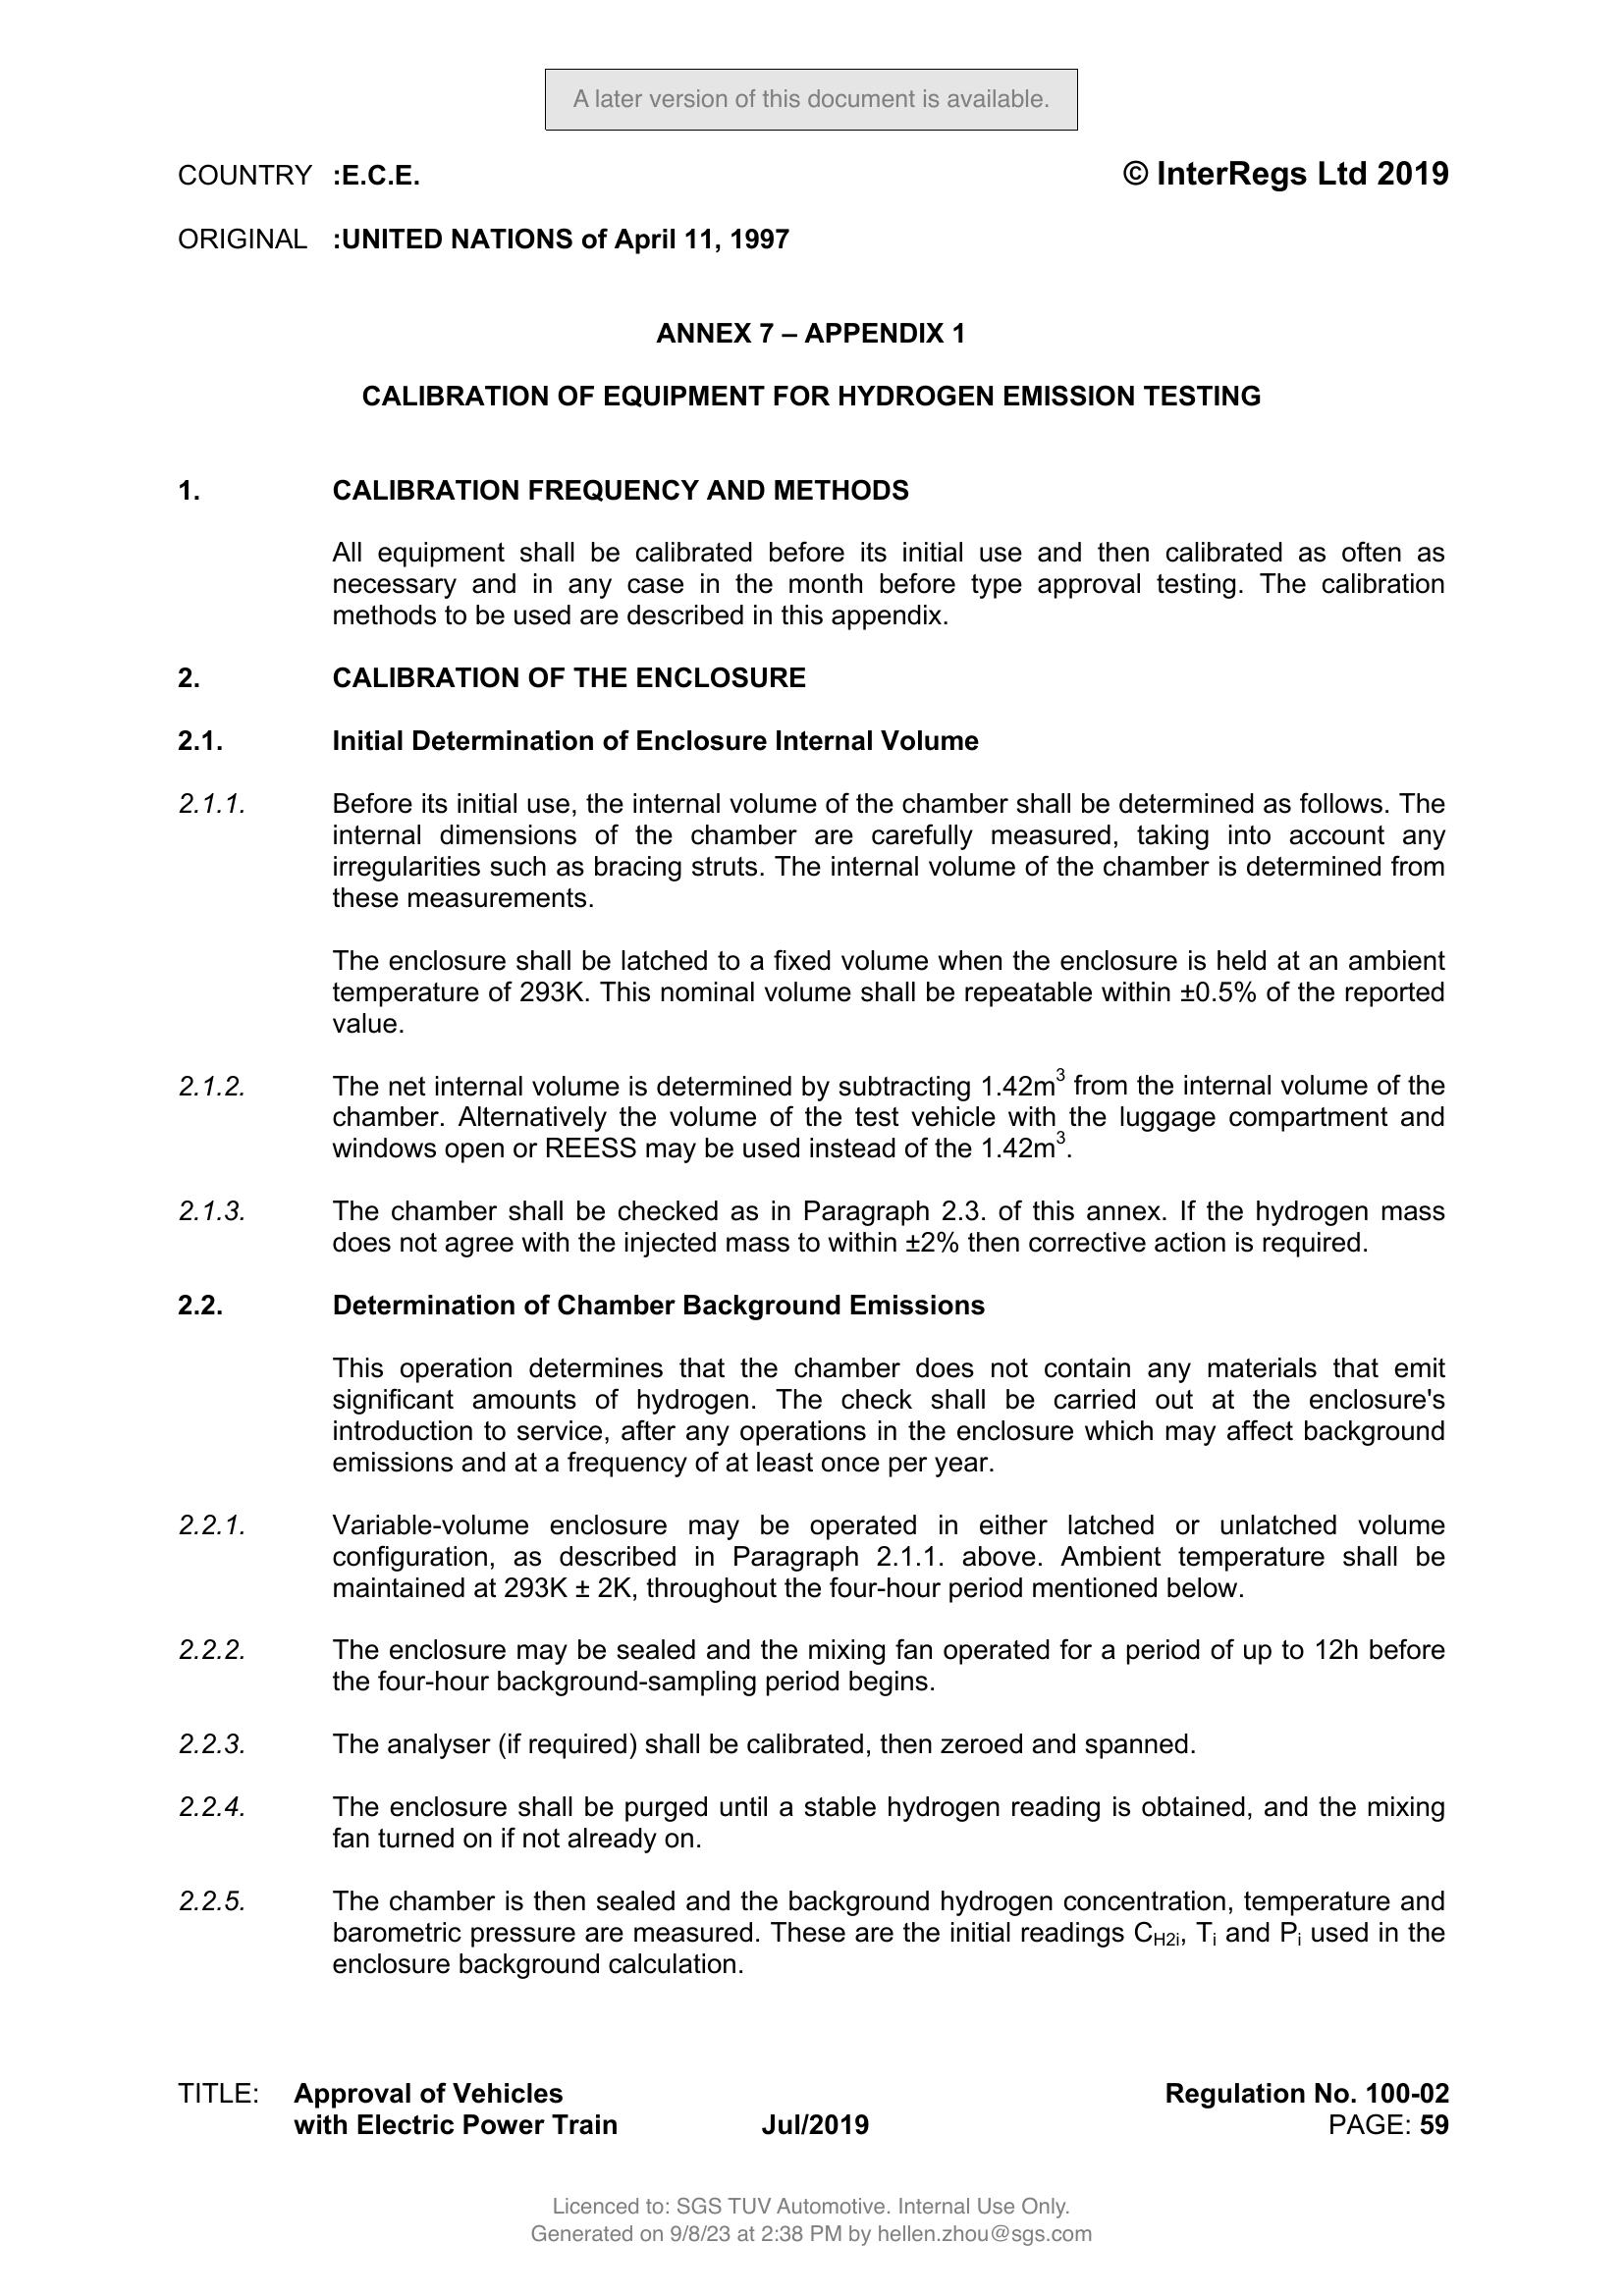 A later version of this document is available.
COUNTRY :E.C.E. © InterRegs Ltd 2019
ORIGINAL :UNITED NATIONS of April 11, 1997
ANNEX 7 – APPENDIX 1
CALIBRATION OF EQUIPMENT FOR HYDROGEN EMISSION TESTING
1. CALIBRATION FREQUENCY AND METHODS
All equipment shall be calibrated before its initial use and then calibrated as often as
necessary and in any case in the month before type approval testing. The calibration
methods to be used are described in this appendix.
2. CALIBRATION OF THE ENCLOSURE
2.1. Initial Determination of Enclosure Internal Volume
2.1.1. Before its initial use, the internal volume of the chamber shall be determined as follows. The
internal dimensions of the chamber are carefully measured, taking into account any
irregularities such as bracing struts. The internal volume of the chamber is determined from
these measurements.
The enclosure shall be latched to a fixed volume when the enclosure is held at an ambient
temperature of 293K. This nominal volume shall be repeatable within ±0.5% of the reported
value.
2.1.2. The net internal volume is determined by subtracting 1.42m³ from the internal volume of the
chamber. Alternatively the volume of the test vehicle with the luggage compartment and
windows open or REESS may be used instead of the 1.42m³.
2.1.3. The chamber shall be checked as in Paragraph 2.3. of this annex. If the hydrogen mass
does not agree with the injected mass to within ±2% then corrective action is required.
2.2. Determination of Chamber Background Emissions
This operation determines that the chamber does not contain any materials that emit
significant amounts of hydrogen. The check shall be carried out at the enclosure's
introduction to service, after any operations in the enclosure which may affect background
emissions and at a frequency of at least once per year.
2.2.1. Variable-volume enclosure may be operated in either latched or unlatched volume
configuration, as described in Paragraph 2.1.1. above. Ambient temperature shall be
maintained at 293K ± 2K, throughout the four-hour period mentioned below.
2.2.2. The enclosure may be sealed and the mixing fan operated for a period of up to 12h before
the four-hour background-sampling period begins.
2.2.3. The analyser (if required) shall be calibrated, then zeroed and spanned.
2.2.4. The enclosure shall be purged until a stable hydrogen reading is obtained, and the mixing
fan turned on if not already on.
2.2.5. The chamber is then sealed and the background hydrogen concentration, temperature and
barometric pressure are measured. These are the initial readings CH2i, Ti and Pi used in the
enclosure background calculation.
TITLE: Approval of Vehicles Regulation No. 100-02
with Electric Power Train Jul/2019 PAGE: 59
Licenced to: SGS TUV Automotive. Internal Use Only.
Generated on 9/8/23 at 2:38 PM by hellen.zhou@sgs.com